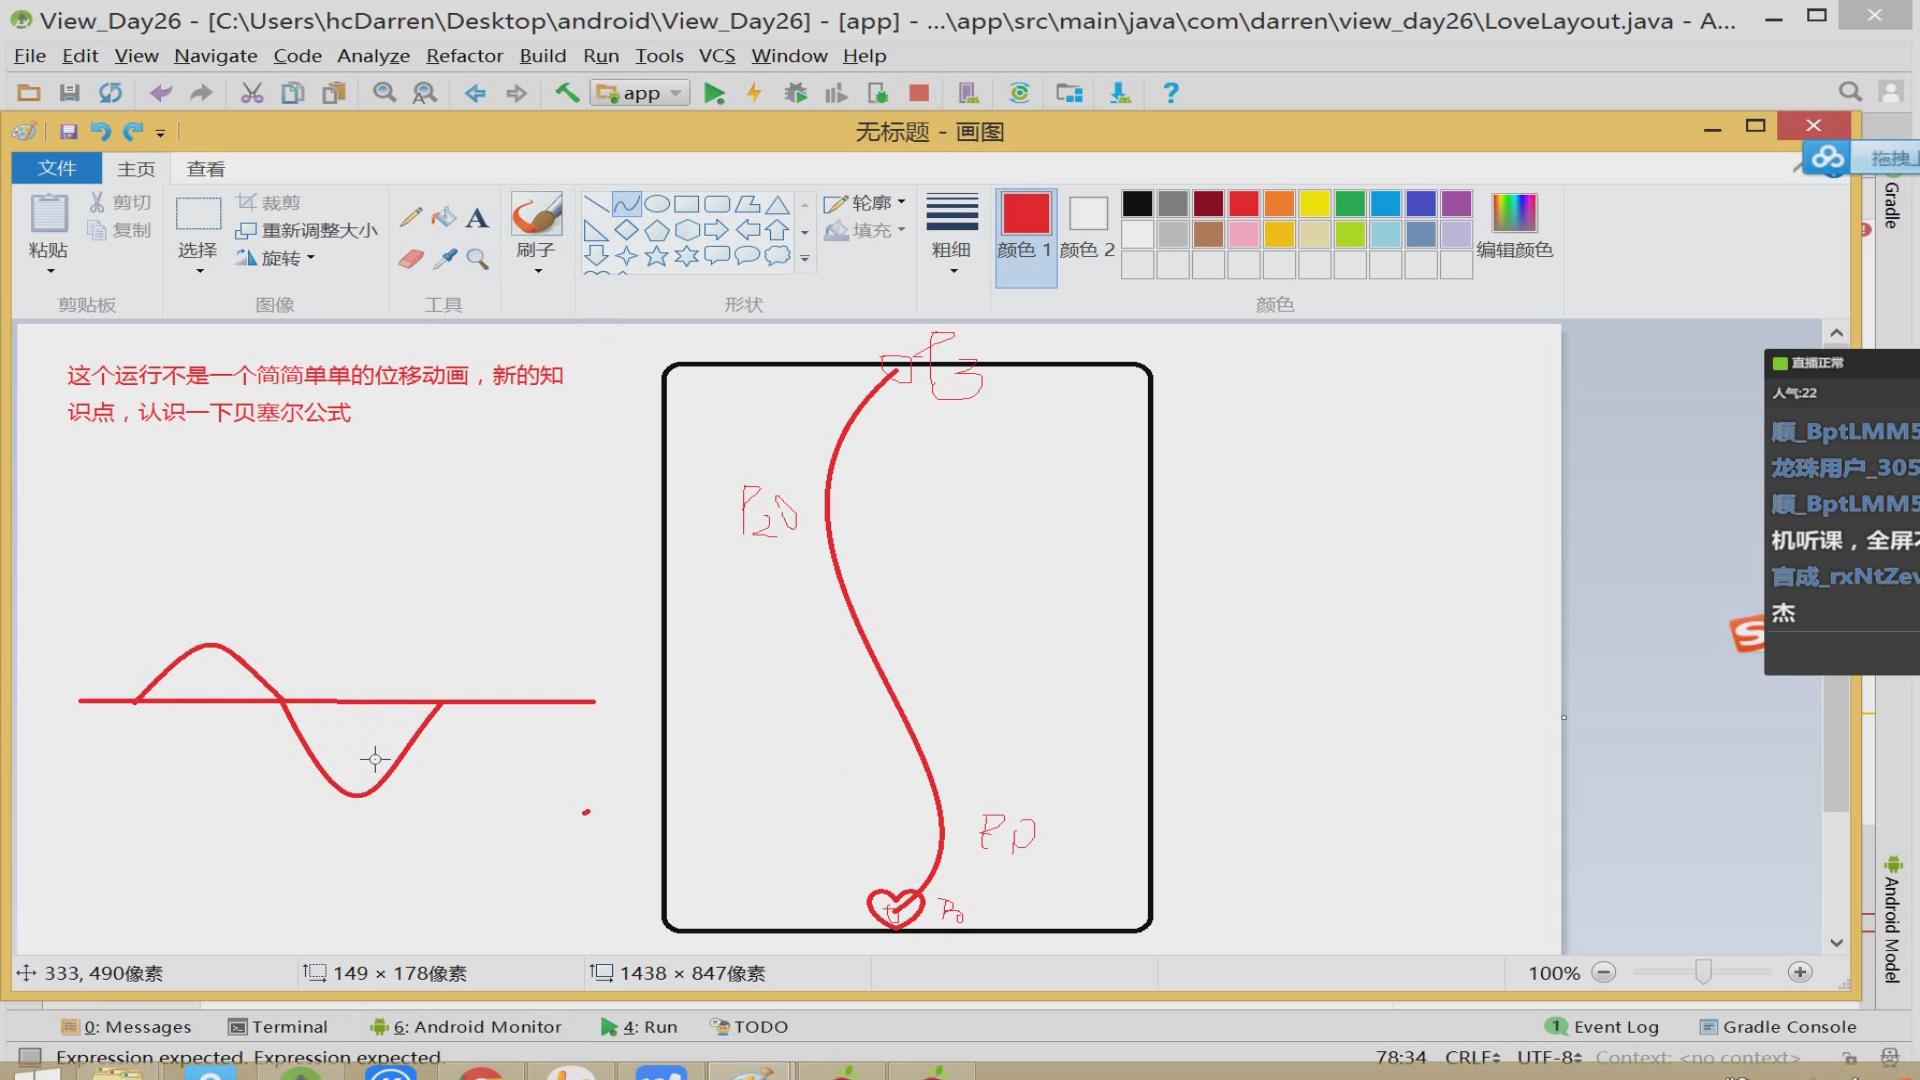 View_Day26 - [C:\Users\hcDarren\Desktop\android\View_Day26] - [app] - ...\app\src\main\java\com\darren\view_day26\LoveLayout.java - A...
File Edit View Navigate Code Analyze Refactor Build Run Tools VCS Window Help
app
无标题 - 画图
拖拽上
文件 主页 查看
粘贴 剪切 复制
选择 裁剪 重新调整大小 旋转
刷子
轮廓 填充
粗细 颜色 1 颜色 2 编辑颜色
剪贴板 图像 工具 形状 颜色
Gradle
这个运行不是一个简简单单的位移动画，新的知
识点，认识一下贝塞尔公式
P3
P2
P0
直播正常
人气:22
顺_BptLMM5
龙珠用户_305
顺_BptLMM5
机听课，全屏不
言成_rxNtZev
杰
Android Model
333, 490像素 149 × 178像素 1438 × 847像素 100%
0: Messages Terminal 6: Android Monitor 4: Run TODO 1 Event Log Gradle Console
Expression expected. Expression expected. 78:34 CRLF UTF-8 Context: <no context>